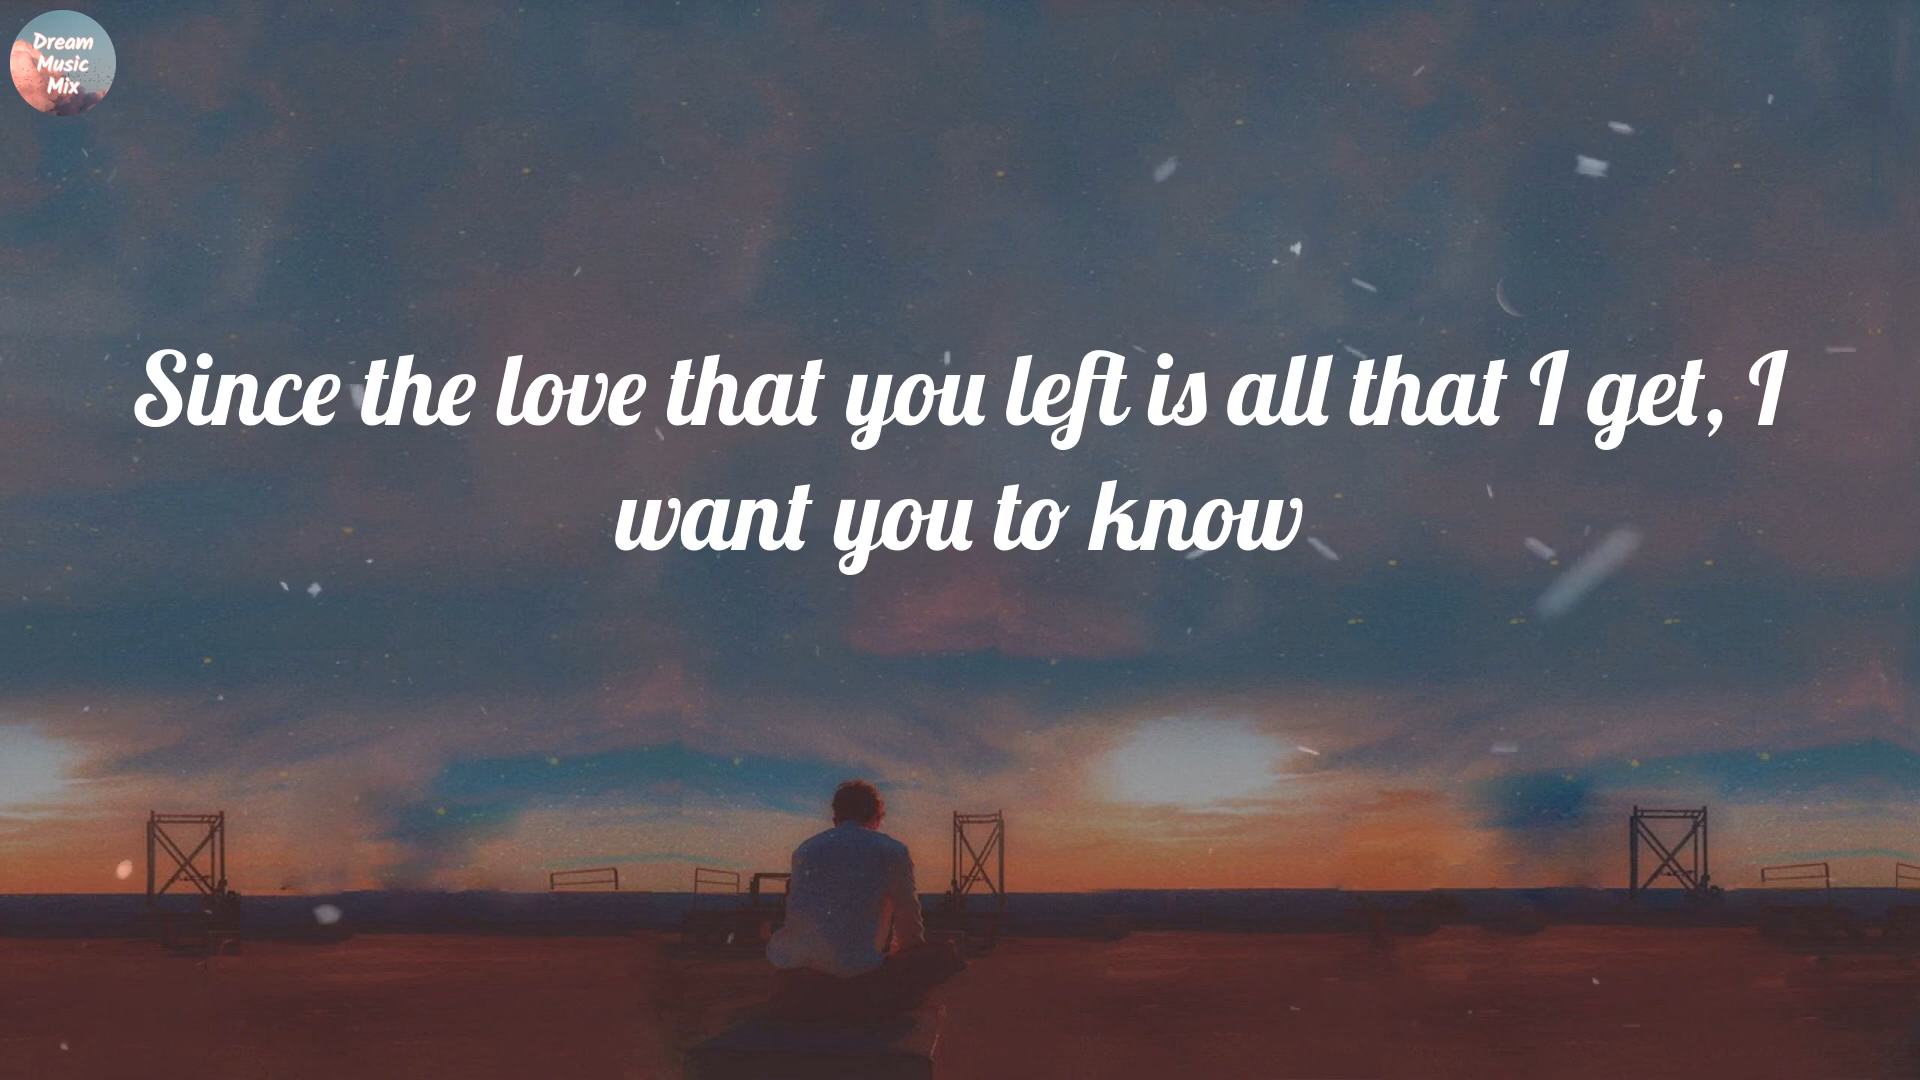 Dream
Music
Mix
Since the love that you left is all that I get, I
want you to know